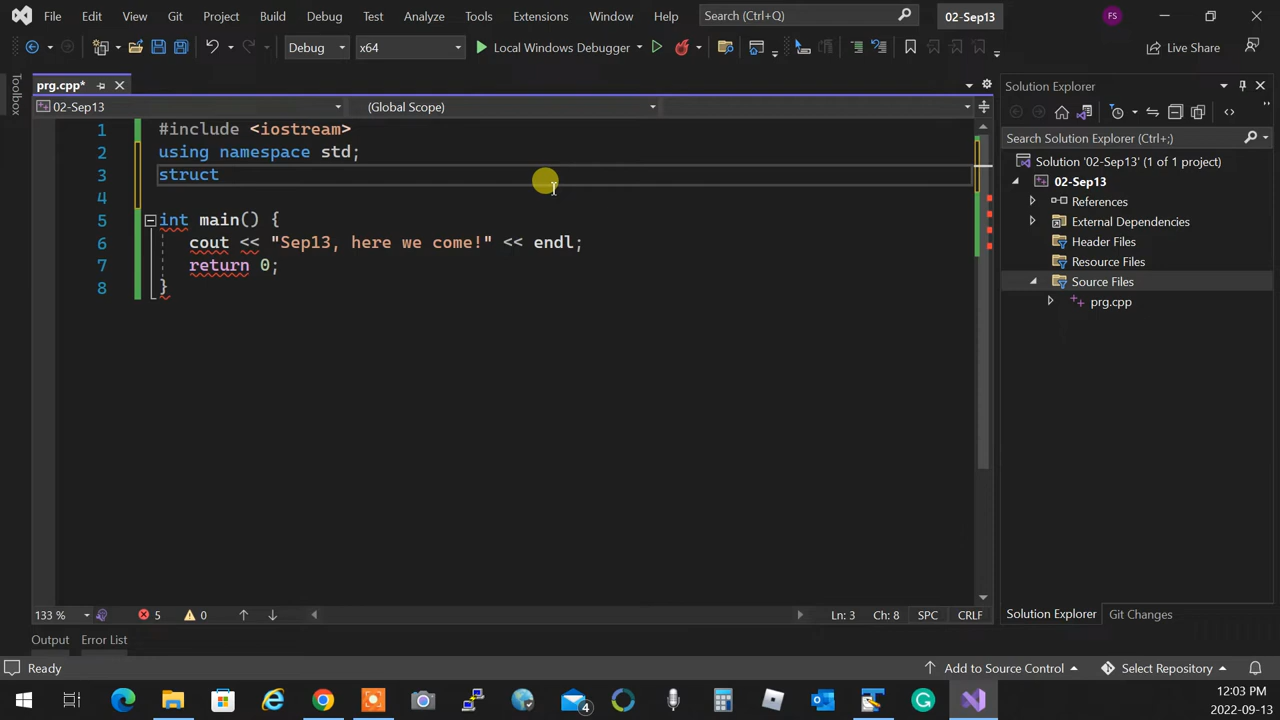 File Edit View Git Project Build Debug Test Analyze Tools Extensions Window Help Search (Ctrl+Q) 02-Sep13 FS
Debug x64 Local Windows Debugger Live Share
Toolbox
prg.cpp*
02-Sep13 (Global Scope)
1 #include <iostream>
2 using namespace std;
3 struct
4
5 int main() {
6 cout << "Sep13, here we come!" << endl;
7 return 0;
8 }
133 % 5 0 Ln: 3 Ch: 8 SPC CRLF
Solution Explorer
Search Solution Explorer (Ctrl+;)
Solution '02-Sep13' (1 of 1 project)
02-Sep13
References
External Dependencies
Header Files
Resource Files
Source Files
prg.cpp
Solution Explorer Git Changes
Output Error List
Ready Add to Source Control Select Repository
4
12:03 PM
2022-09-13